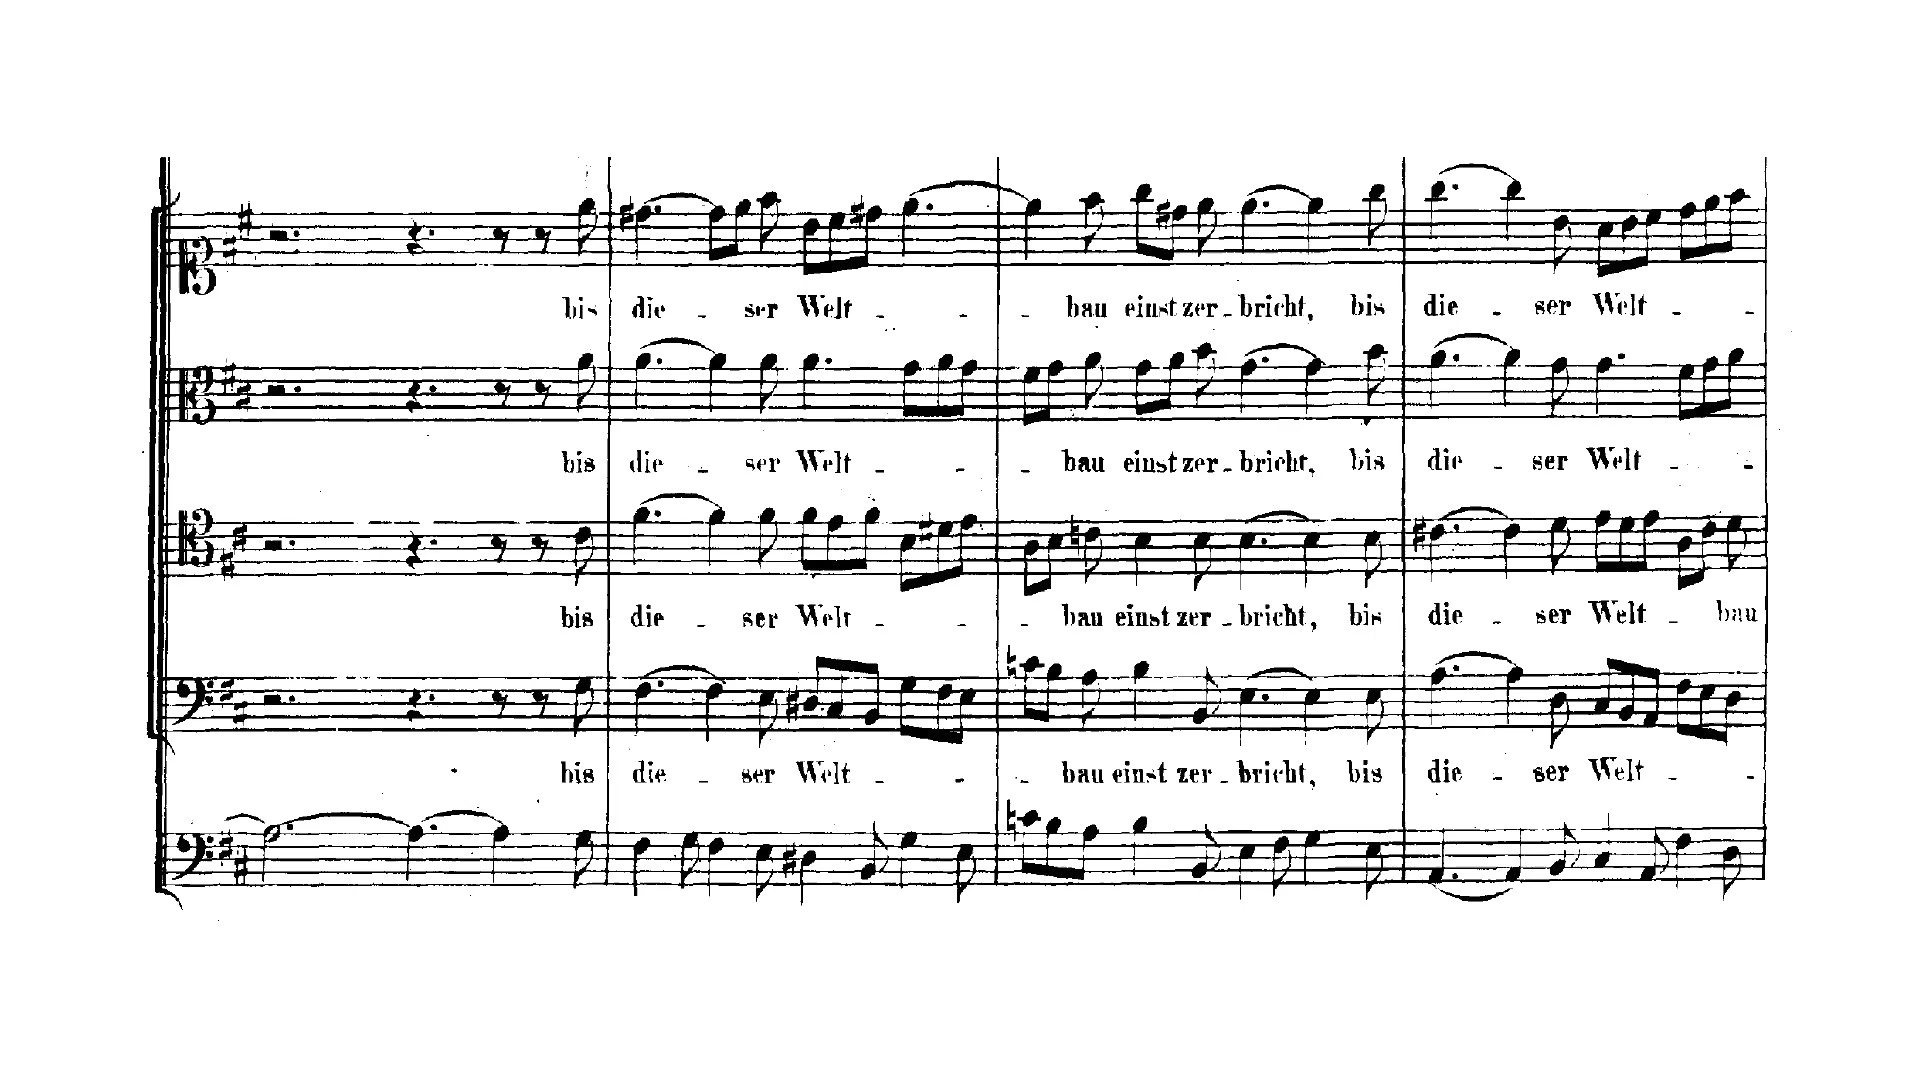 bis die - ser Welt - - - bau einst zer - bricht, bis die - ser Welt - -
bis die - ser Welt - - - bau einst zer - bricht, bis die - ser Welt - -
bis die - ser Welt - - - bau einst zer - bricht, bis die - ser Welt - bau
bis die - ser Welt - - - bau einst zer - bricht, bis die - ser Welt - -